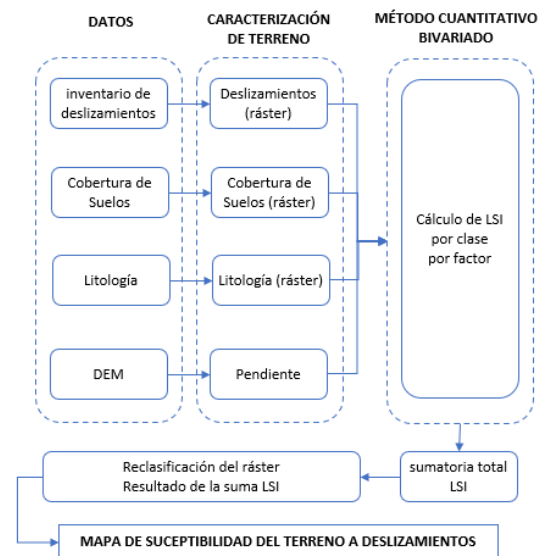 DATOS
CARACTERIZACIÓN
DE TERRENO
MÉTODO CUANTITATIVO
BIVARIADO
inventario de
deslizamientos
Deslizamientos
(ráster)
Cobertura de
Suelos
Cobertura de
Suelos (ráster)
Litología
Litología (ráster)
DEM
Pendiente
Cálculo de LSI
por clase
por factor
Reclasificación del ráster
Resultado de la suma LSI
sumatoria total
LSI
MAPA DE SUCEPTIBILIDAD DEL TERRENO A DESLIZAMIENTOS